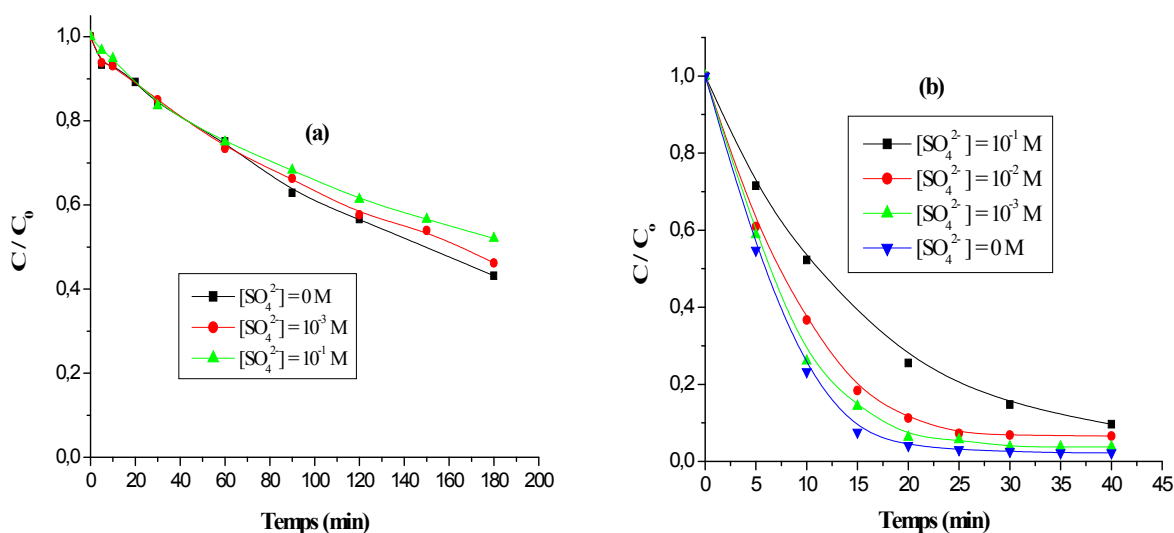 1,0
0,8
0,6
0,4
0,2
0,0
C / C₀
(a)
[SO₄²⁻] = 0 M
[SO₄²⁻] = 10⁻³ M
[SO₄²⁻] = 10⁻¹ M
0 20 40 60 80 100 120 140 160 180 200
Temps (min)
1,0
0,8
0,6
0,4
0,2
0,0
C / C₀
(b)
[SO₄²⁻] = 10⁻¹ M
[SO₄²⁻] = 10⁻² M
[SO₄²⁻] = 10⁻³ M
[SO₄²⁻] = 0 M
0 5 10 15 20 25 30 35 40 45
Temps (min)